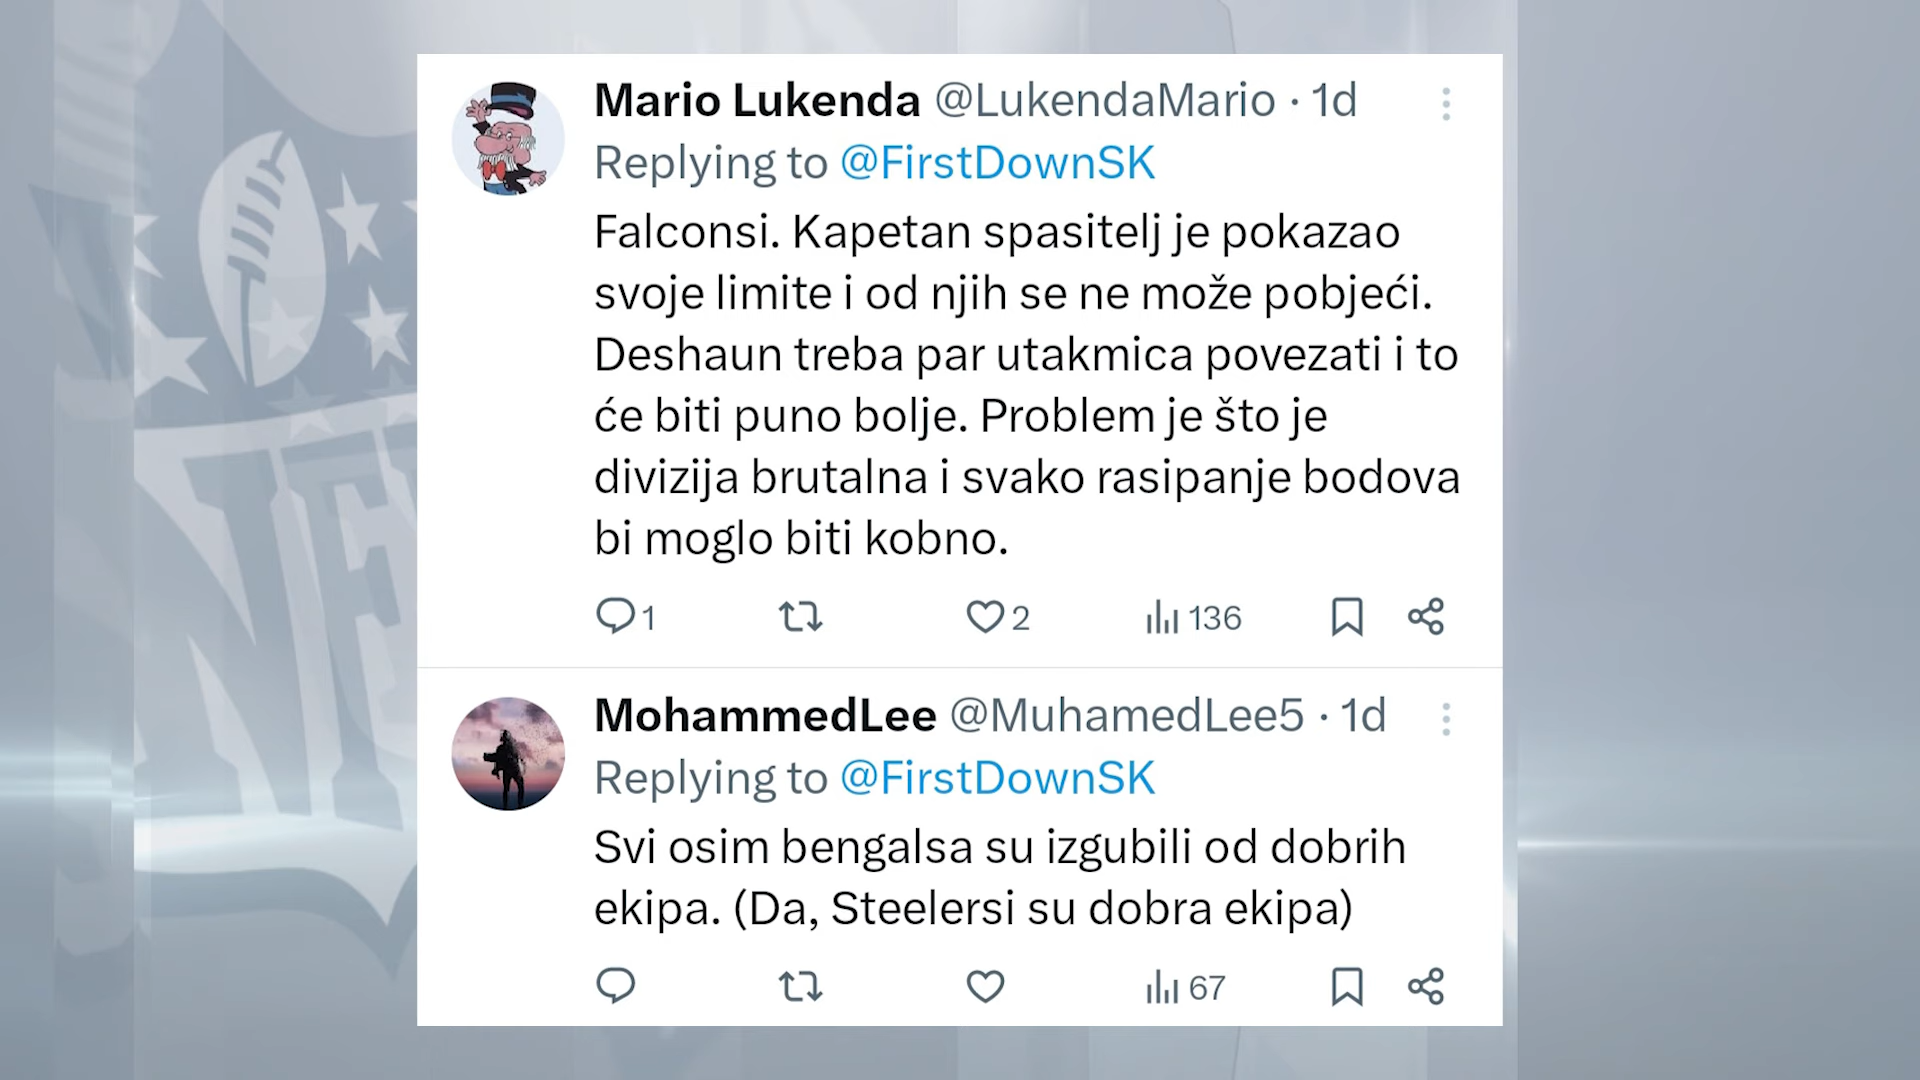 Mario Lukenda @LukendaMario · 1d
Replying to @FirstDownSK
Falconsi. Kapetan spasitelj je pokazao
svoje limite i od njih se ne može pobjeći.
Deshaun treba par utakmica povezati i to
će biti puno bolje. Problem je što je
divizija brutalna i svako rasipanje bodova
bi moglo biti kobno.
1 2 136
MohammedLee @MuhamedLee5 · 1d
Replying to @FirstDownSK
Svi osim bengalsa su izgubili od dobrih
ekipa. (Da, Steelersi su dobra ekipa)
67